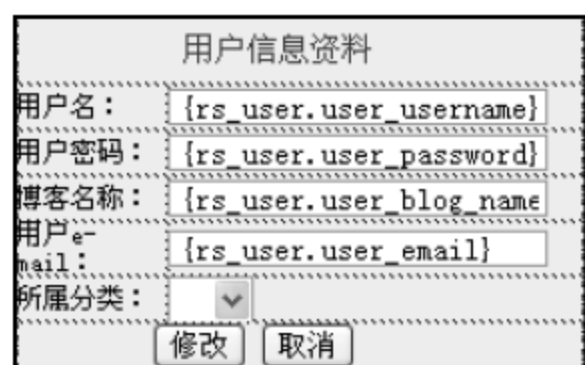 用户信息资料
用户名： {rs_user.user_username}
用户密码： {rs_user.user_password}
博客名称： {rs_user.user_blog_name
用户e-
mail： {rs_user.user_email}
所属分类：
修改 取消